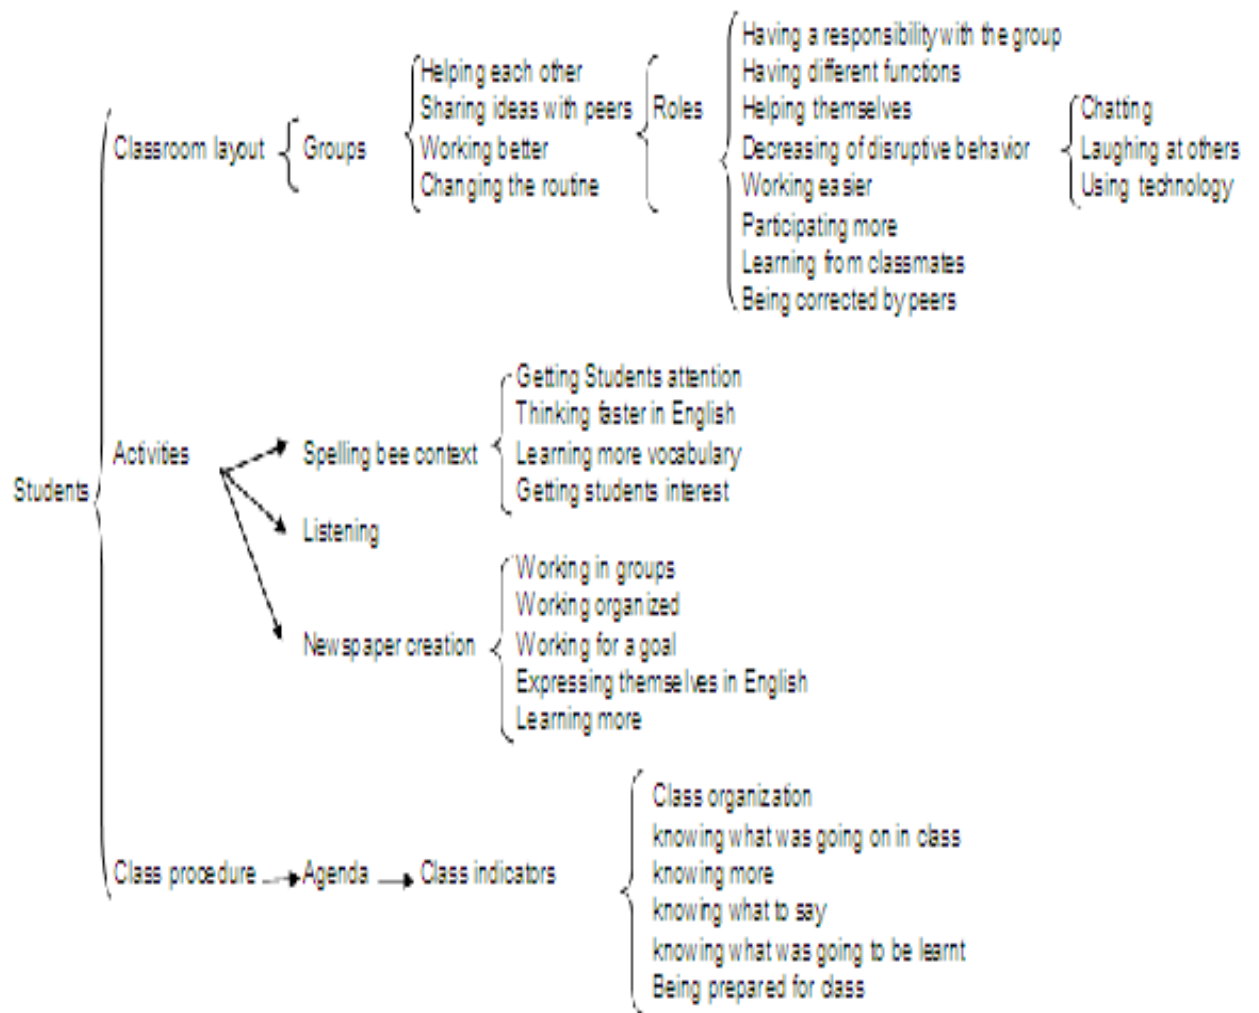 Students
Classroom layout
Groups
Helping each other
Sharing ideas with peers
Working better
Changing the routine
Roles
Having a responsibility with the group
Having different functions
Helping themselves
Decreasing of disruptive behavior
Working easier
Participating more
Learning from classmates
Being corrected by peers
Chatting
Laughing at others
Using technology
Activities
Spelling bee context
Getting Students attention
Thinking faster in English
Learning more vocabulary
Getting students interest
Listening
Newspaper creation
Working in groups
Working organized
Working for a goal
Expressing themselves in English
Learning more
Class procedure
Agenda
Class indicators
Class organization
knowing what was going on in class
knowing more
knowing what to say
knowing what was going to be learnt
Being prepared for class